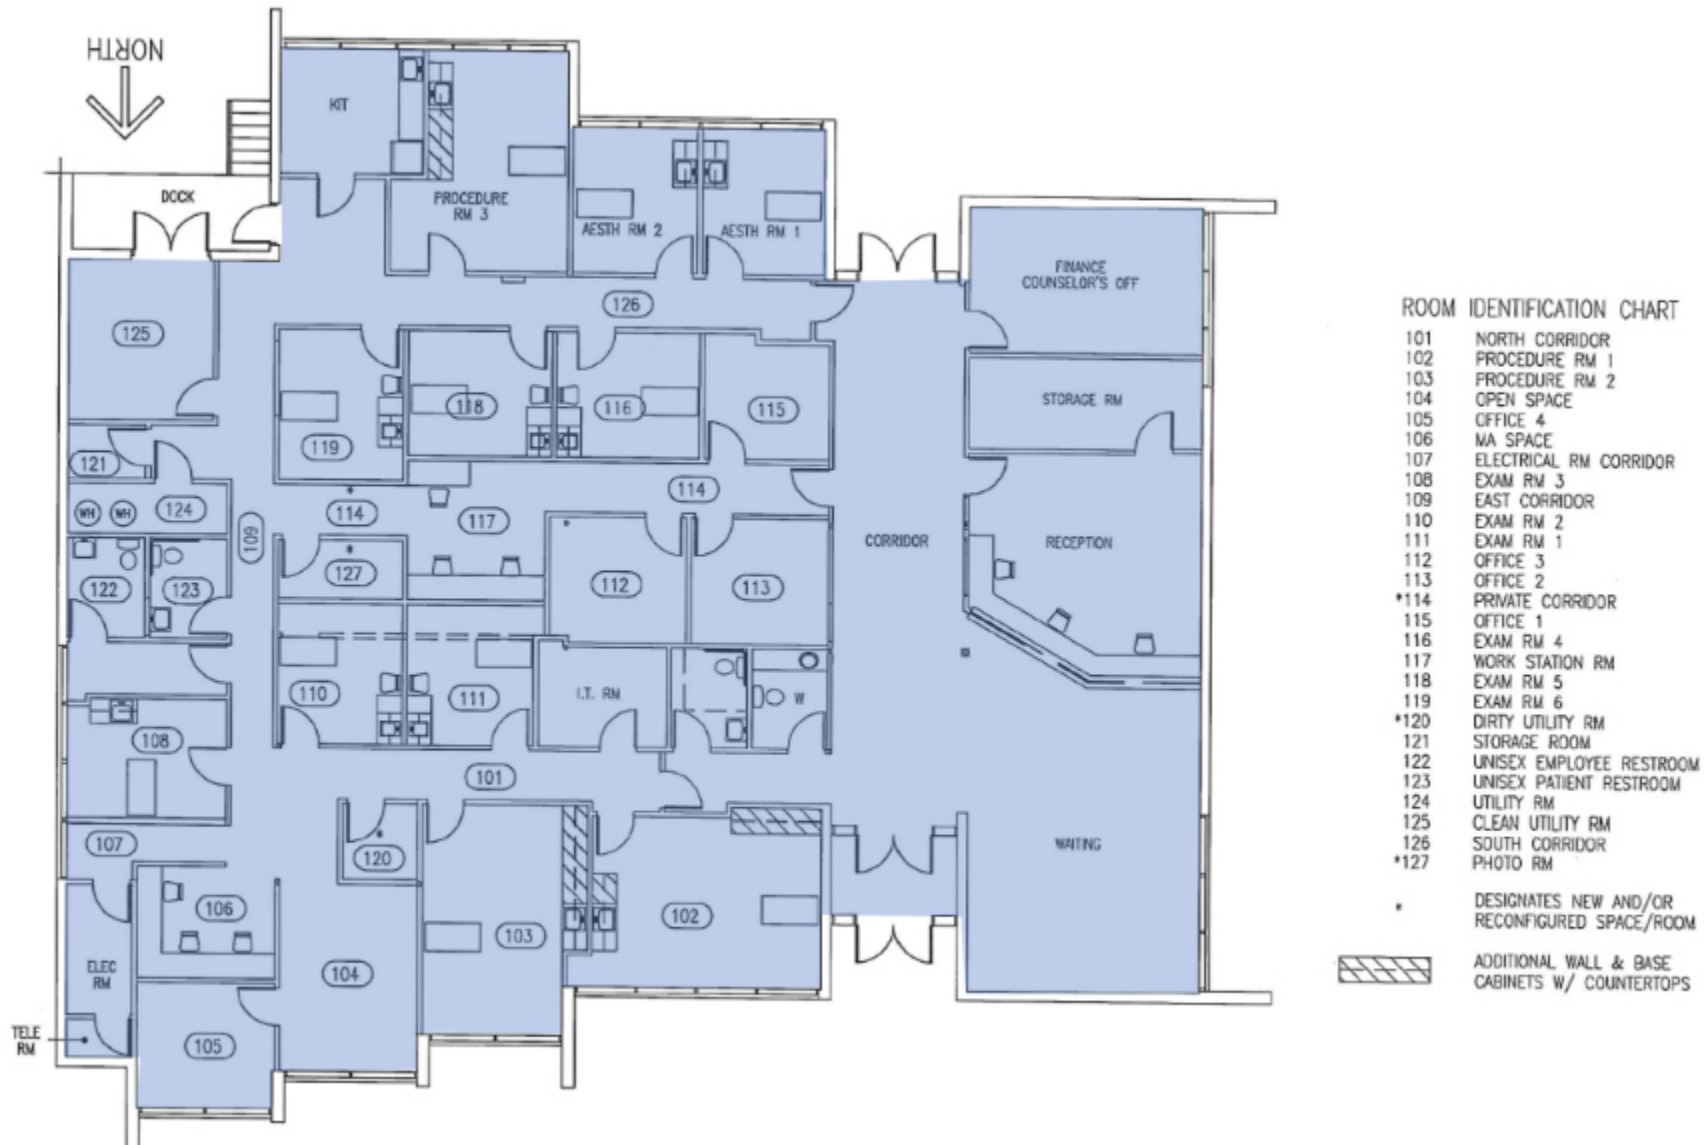 NORTH
KIT
DOCK
PROCEDURE
RM 3
AESTH RM 2
AESTH RM 1
FINANCE
COUNSELOR'S OFF
126
125
STORAGE RM
118
116
115
119
121
114
WH
WH
124
114
117
109
CORRIDOR
RECEPTION
127
122
123
112
113
110
111
I.T. RM
W
108
101
107
120
WAITING
106
102
103
ELEC
RM
104
TELE
RM
105
ROOM IDENTIFICATION CHART
101 NORTH CORRIDOR
102 PROCEDURE RM 1
103 PROCEDURE RM 2
104 OPEN SPACE
105 OFFICE 4
106 MA SPACE
107 ELECTRICAL RM CORRIDOR
108 EXAM RM 3
109 EAST CORRIDOR
110 EXAM RM 2
111 EXAM RM 1
112 OFFICE 3
113 OFFICE 2
*114 PRIVATE CORRIDOR
115 OFFICE 1
116 EXAM RM 4
117 WORK STATION RM
118 EXAM RM 5
119 EXAM RM 6
*120 DIRTY UTILITY RM
121 STORAGE ROOM
122 UNISEX EMPLOYEE RESTROOM
123 UNISEX PATIENT RESTROOM
124 UTILITY RM
125 CLEAN UTILITY RM
126 SOUTH CORRIDOR
*127 PHOTO RM
* DESIGNATES NEW AND/OR
RECONFIGURED SPACE/ROOM
ADDITIONAL WALL & BASE
CABINETS W/ COUNTERTOPS